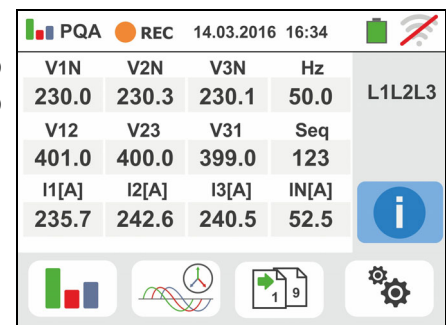 PQA REC 14.03.2016 16:34
V1N V2N V3N Hz
230.0 230.3 230.1 50.0 L1L2L3
V12 V23 V31 Seq
401.0 400.0 399.0 123
I1[A] I2[A] I3[A] IN[A]
235.7 242.6 240.5 52.5
i
1 9